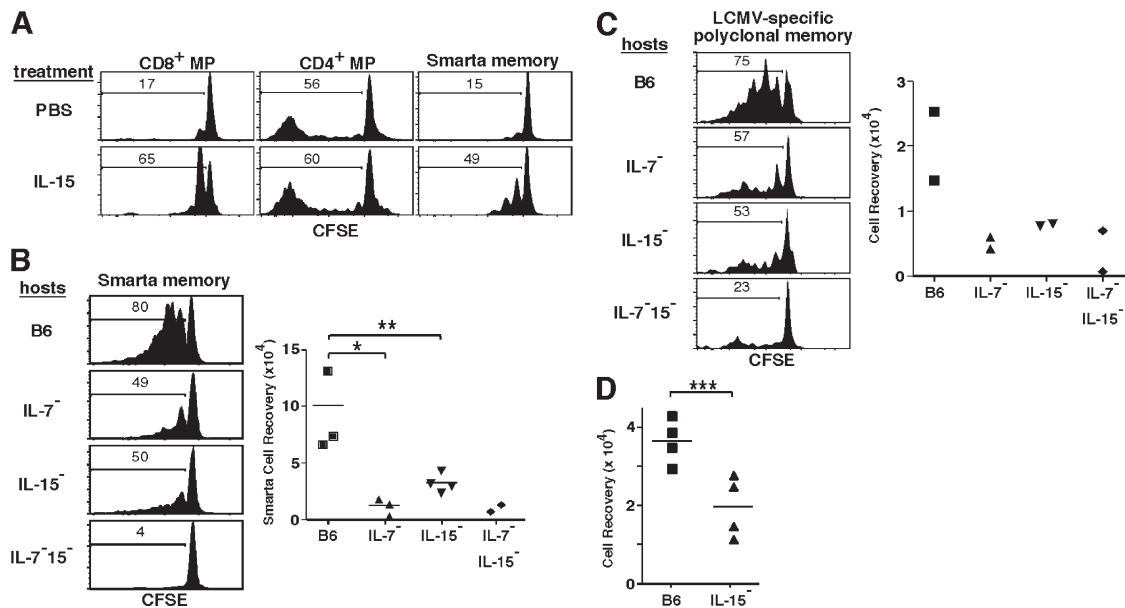 A
treatment
CD8+ MP
CD4+ MP
Smarta memory
PBS
17
56
15
IL-15
65
60
49
CFSE
B
hosts
Smarta memory
B6
80
IL-7-
49
IL-15-
50
IL-7-15-
4
CFSE
Smarta Cell Recovery (x10^4)
15
10
5
0
*
**
B6
IL-7-
IL-15-
IL-7-
IL-15-
C
hosts
LCMV-specific
polyclonal memory
B6
75
IL-7-
57
IL-15-
53
IL-7-15-
23
CFSE
Cell Recovery (x10^4)
3
2
1
0
B6
IL-7-
IL-15-
IL-7-
IL-15-
D
***
Cell Recovery (x 10^4)
4
2
0
B6
IL-15-